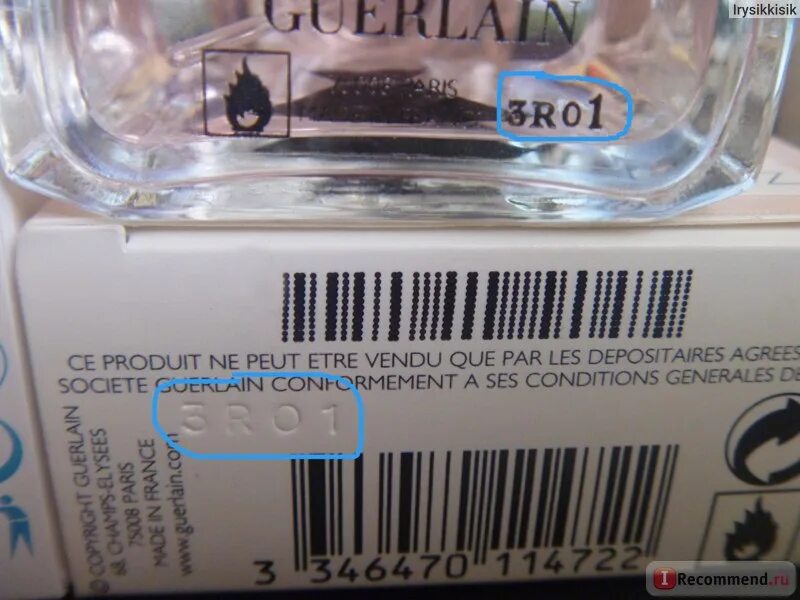 Irysikkisik
GUERLAIN
PARIS
3R01
CE PRODUIT NE PEUT ETRE VENDU QUE PAR LES DEPOSITAIRES AGREES
SOCIETE GUERLAIN CONFORMEMENT A SES CONDITIONS GENERALES DE
3R01
© COPYRIGHT GUERLAIN
68, CHAMPS-ELYSEES
75008 PARIS
MADE IN FRANCE
www.guerlain.com
3 346470 114722
IRecommend.ru